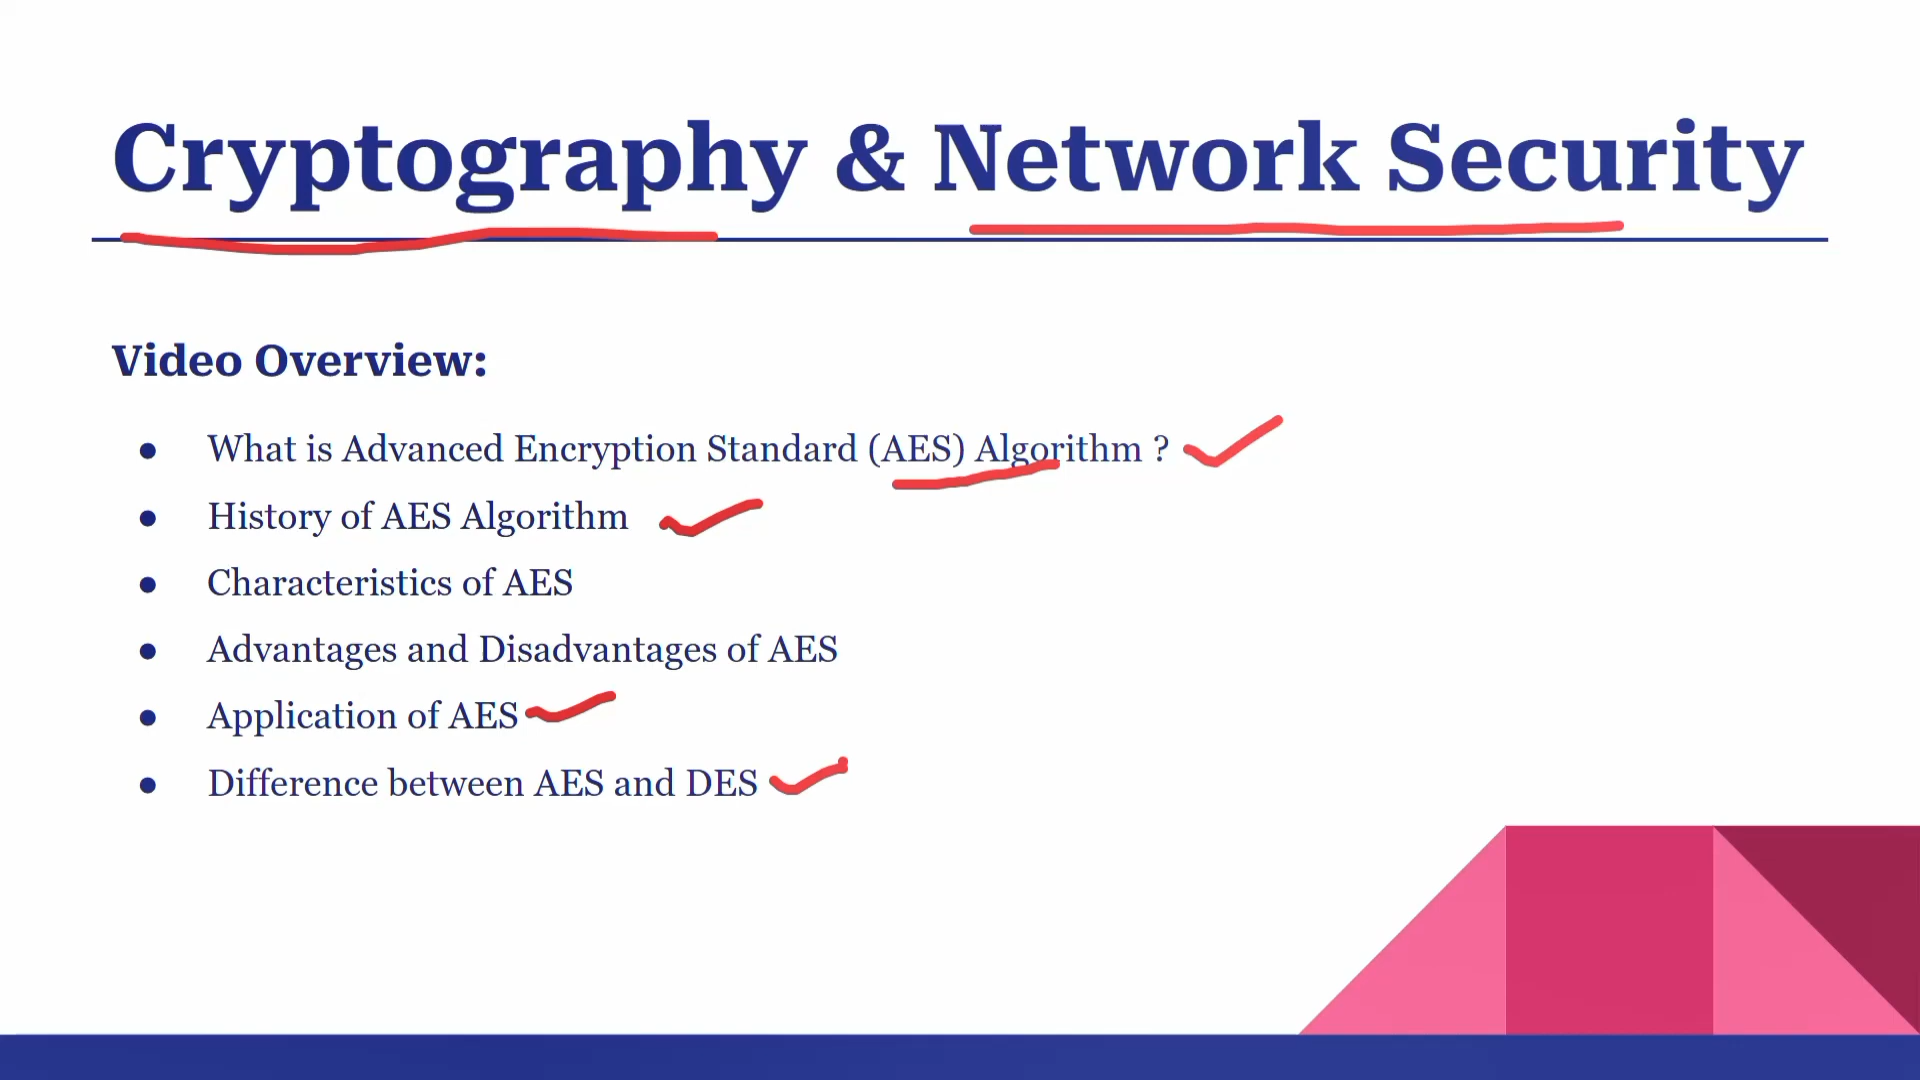 Cryptography & Network Security
Video Overview:
● What is Advanced Encryption Standard (AES) Algorithm ?
● History of AES Algorithm
● Characteristics of AES
● Advantages and Disadvantages of AES
● Application of AES
● Difference between AES and DES